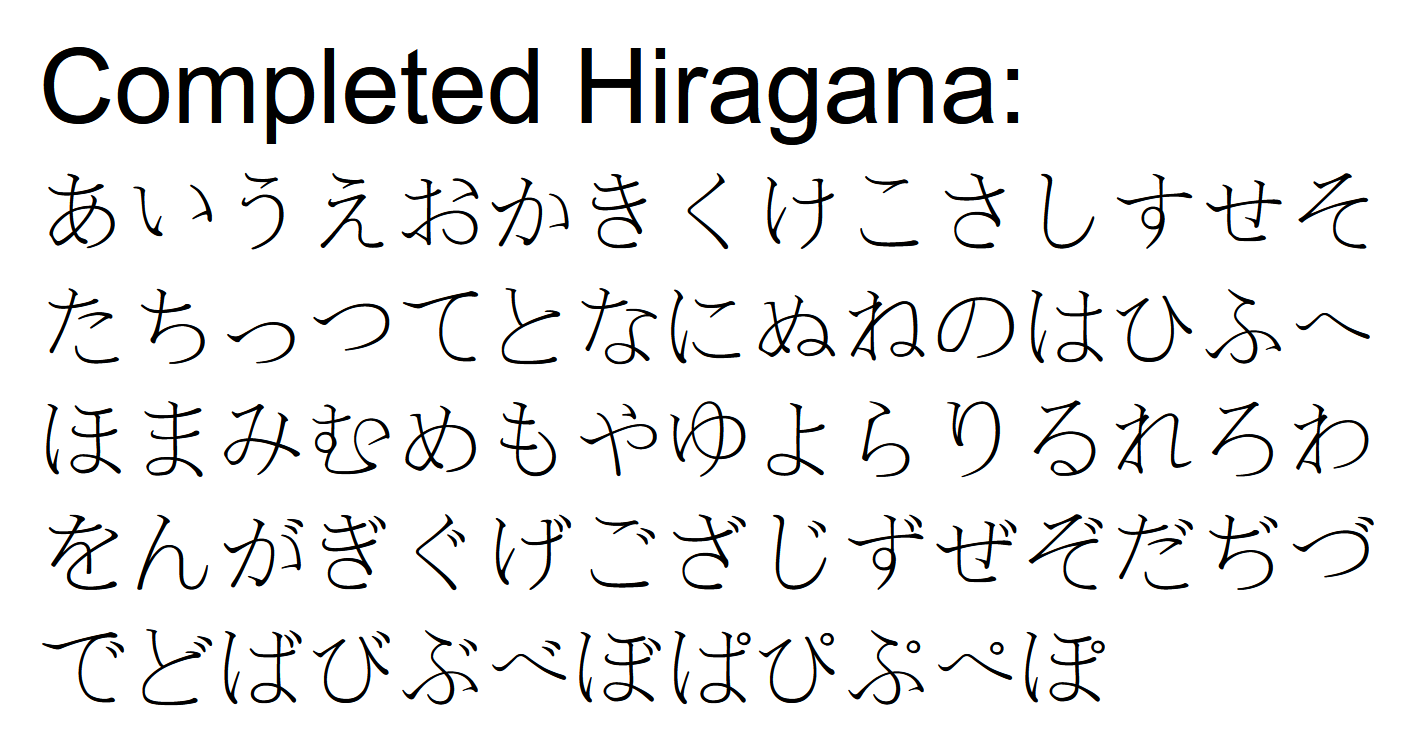 Completed Hiragana:
あいうえおかきくけこさしすせそ
たちっつてとなにぬねのはひふへ
ほまみむめもやゆよらりるれろわ
をんがぎぐげござじずぜぞだぢづ
でどばびぶべぼぱぴぷぺぽ